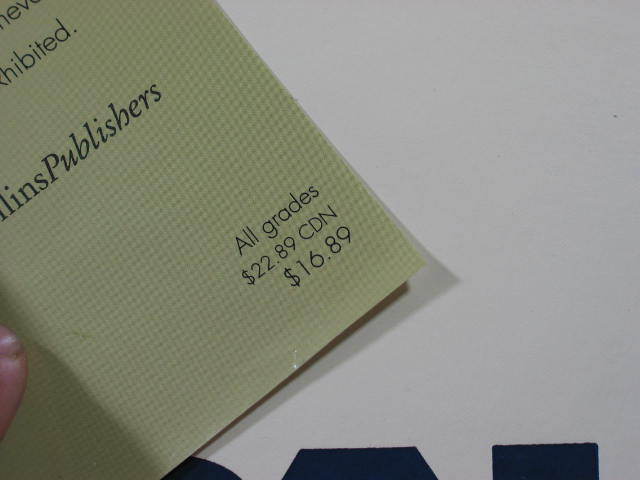 xhibited.
llinsPublishers
All grades
$22.89 CDN
$16.89